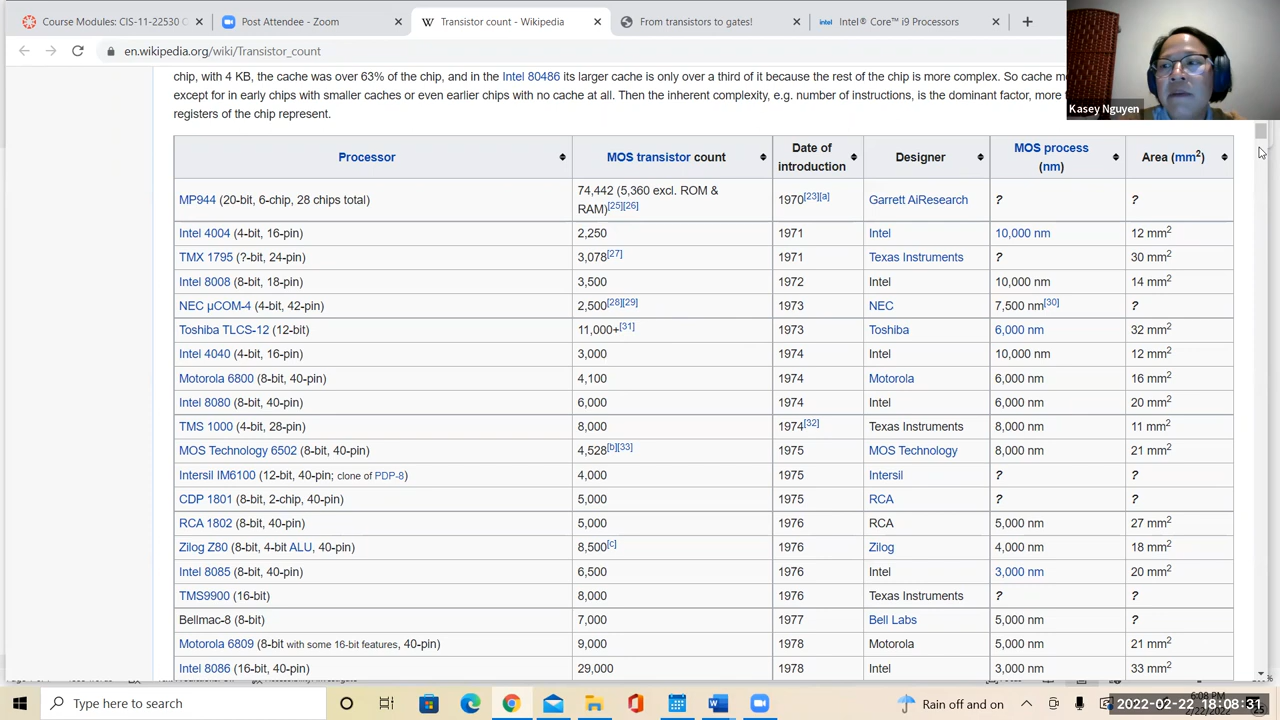 Course Modules: CIS-11-22530 C
Post Attendee - Zoom
Transistor count - Wikipedia
From transistors to gates!
intel Intel® Core™ i9 Processors
en.wikipedia.org/wiki/Transistor_count
chip, with 4 KB, the cache was over 63% of the chip, and in the Intel 80486 its larger cache is only over a third of it because the rest of the chip is more complex. So cache
except for in early chips with smaller caches or even earlier chips with no cache at all. Then the inherent complexity, e.g. number of instructions, is the dominant factor, more
registers of the chip represent.
Kasey Nguyen
Processor MOS transistor count Date of introduction Designer MOS process (nm) Area (mm²)
MP944 (20-bit, 6-chip, 28 chips total) 74,442 (5,360 excl. ROM & RAM)[25][26] 1970[23][a] Garrett AiResearch ? ?
Intel 4004 (4-bit, 16-pin) 2,250 1971 Intel 10,000 nm 12 mm²
TMX 1795 (?-bit, 24-pin) 3,078[27] 1971 Texas Instruments ? 30 mm²
Intel 8008 (8-bit, 18-pin) 3,500 1972 Intel 10,000 nm 14 mm²
NEC μCOM-4 (4-bit, 42-pin) 2,500[28][29] 1973 NEC 7,500 nm[30] ?
Toshiba TLCS-12 (12-bit) 11,000+[31] 1973 Toshiba 6,000 nm 32 mm²
Intel 4040 (4-bit, 16-pin) 3,000 1974 Intel 10,000 nm 12 mm²
Motorola 6800 (8-bit, 40-pin) 4,100 1974 Motorola 6,000 nm 16 mm²
Intel 8080 (8-bit, 40-pin) 6,000 1974 Intel 6,000 nm 20 mm²
TMS 1000 (4-bit, 28-pin) 8,000 1974[32] Texas Instruments 8,000 nm 11 mm²
MOS Technology 6502 (8-bit, 40-pin) 4,528[b][33] 1975 MOS Technology 8,000 nm 21 mm²
Intersil IM6100 (12-bit, 40-pin; clone of PDP-8) 4,000 1975 Intersil ? ?
CDP 1801 (8-bit, 2-chip, 40-pin) 5,000 1975 RCA ? ?
RCA 1802 (8-bit, 40-pin) 5,000 1976 RCA 5,000 nm 27 mm²
Zilog Z80 (8-bit, 4-bit ALU, 40-pin) 8,500[c] 1976 Zilog 4,000 nm 18 mm²
Intel 8085 (8-bit, 40-pin) 6,500 1976 Intel 3,000 nm 20 mm²
TMS9900 (16-bit) 8,000 1976 Texas Instruments ? ?
Bellmac-8 (8-bit) 7,000 1977 Bell Labs 5,000 nm ?
Motorola 6809 (8-bit with some 16-bit features, 40-pin) 9,000 1978 Motorola 5,000 nm 21 mm²
Intel 8086 (16-bit, 40-pin) 29,000 1978 Intel 3,000 nm 33 mm²
Type here to search
Rain off and on
6:08 PM
2022-02-22 18:08:31